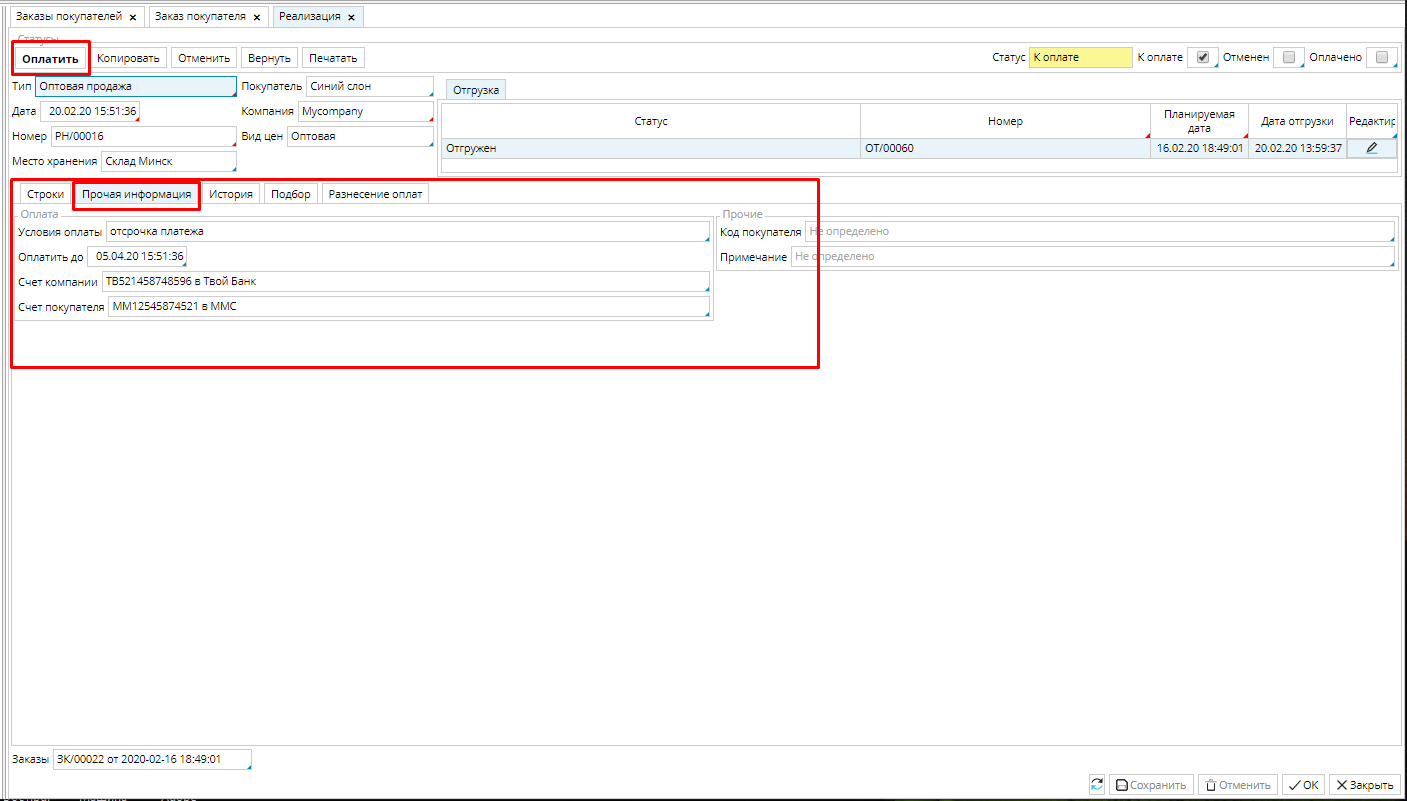 Заказы покупателей
Заказ покупателя
Реализация
Статусы
Оплатить Копировать Отменить Вернуть Печатать
Статус К оплате К оплате Отменен Оплачено
Тип Оптовая продажа Покупатель Синий слон
Дата 20.02.20 15:51:36 Компания Mycompany
Номер РН/00016 Вид цен Оптовая
Место хранения Склад Минск
Отгрузка
Статус Номер Планируемая дата Дата отгрузки Редактир
Отгружен ОТ/00060 16.02.20 18:49:01 20.02.20 13:59:37
Строки Прочая информация История Подбор Разнесение оплат
Оплата
Условия оплаты отсрочка платежа
Оплатить до 05.04.20 15:51:36
Счет компании ТВ521458748596 в Твой Банк
Счет покупателя ММ12545874521 в ММС
Прочие
Код покупателя Не определено
Примечание Не определено
Заказы ЗК/00022 от 2020-02-16 18:49:01
Сохранить Отменить OK Закрыть